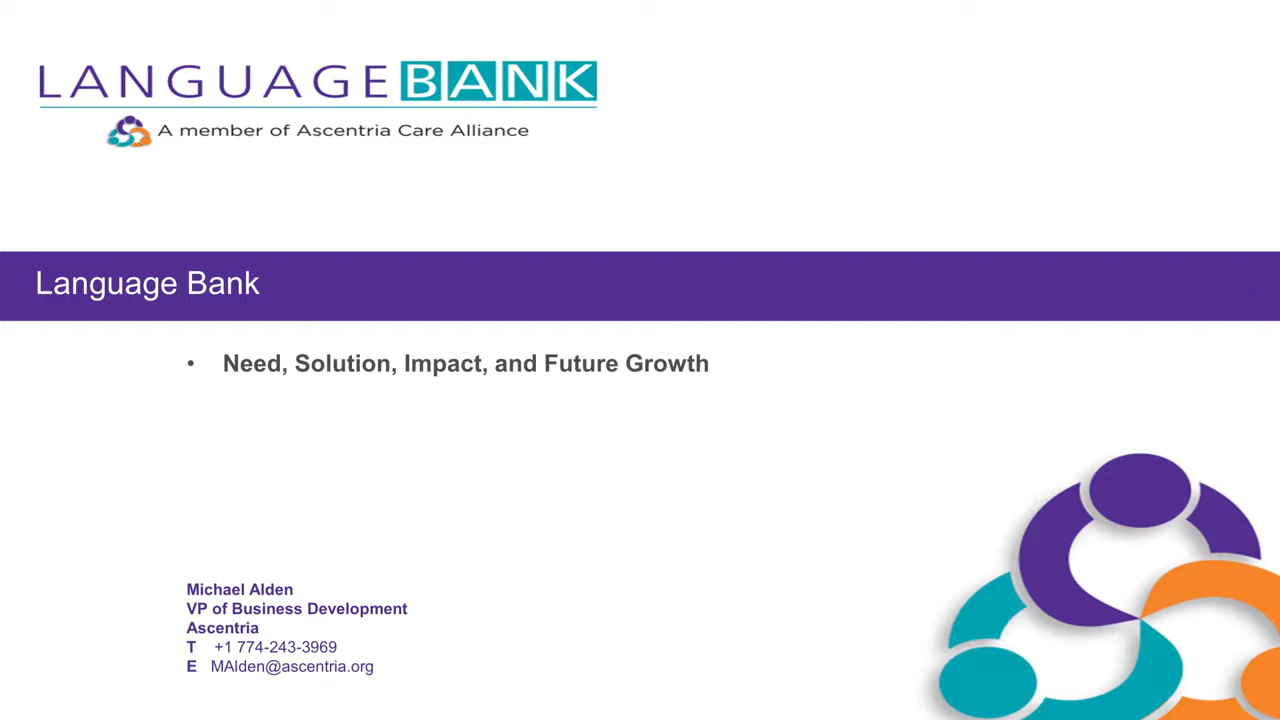 LANGUAGEBANK
A member of Ascentria Care Alliance
Language Bank
• Need, Solution, Impact, and Future Growth
Michael Alden
VP of Business Development
Ascentria
T +1 774-243-3969
E MAlden@ascentria.org